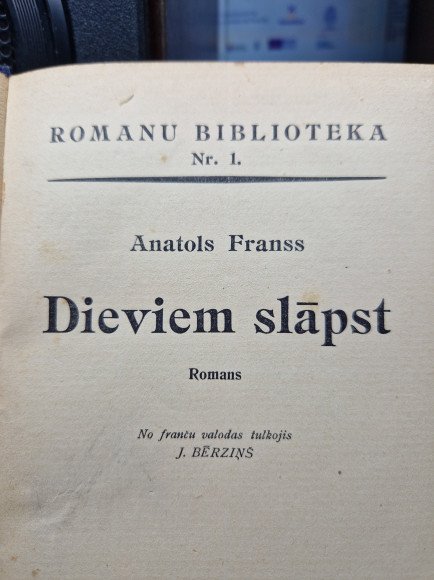 ROMANU BIBLIOTEKA
Nr. 1.
Anatols Franss
Dieviem slāpst
Romans
No franču valodas tulkojis
J. BĒRZIŅŠ